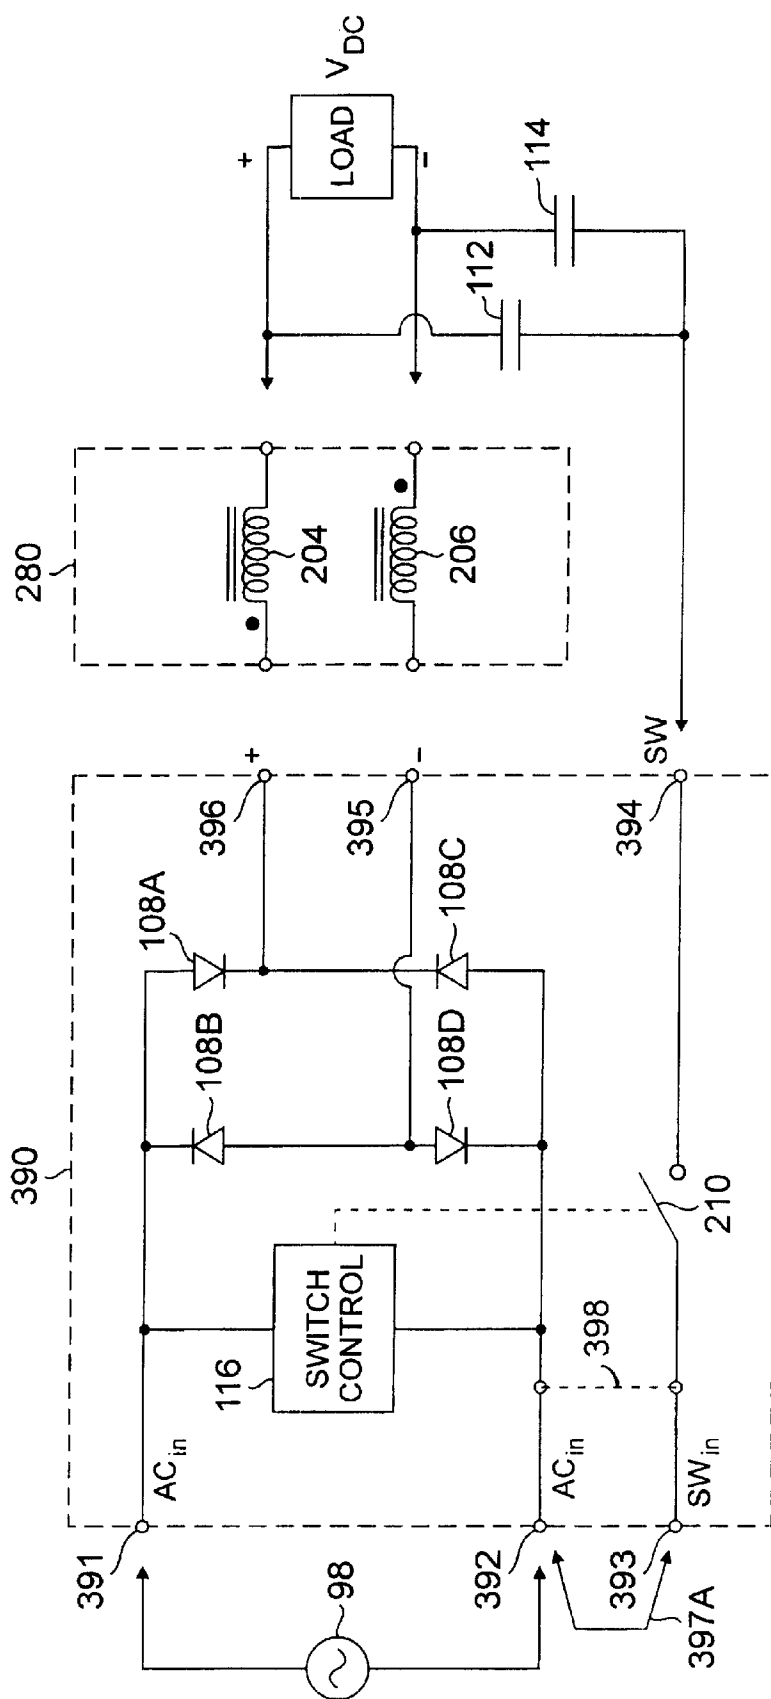 390
391
AC_in
116
SWITCH
CONTROL
108B
108A
108D
108C
98
392
AC_in
398
393
SW_in
397A
210
396
+
395
−
394
SW
280
204
206
+
LOAD
V_DC
−
112
114